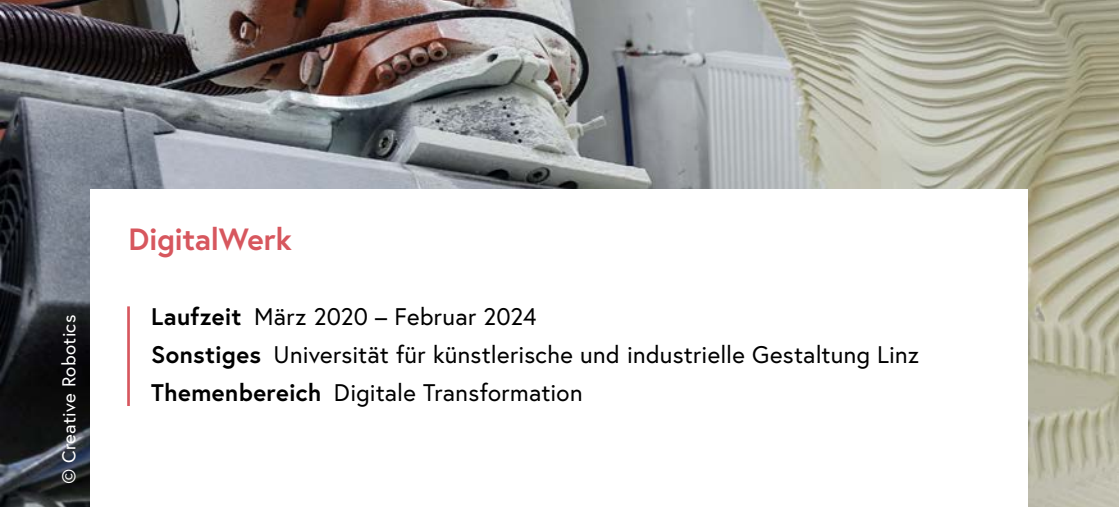 DigitalWerk
Laufzeit März 2020 – Februar 2024
Sonstiges Universität für künstlerische und industrielle Gestaltung Linz
Themenbereich Digitale Transformation
© Creative Robotics